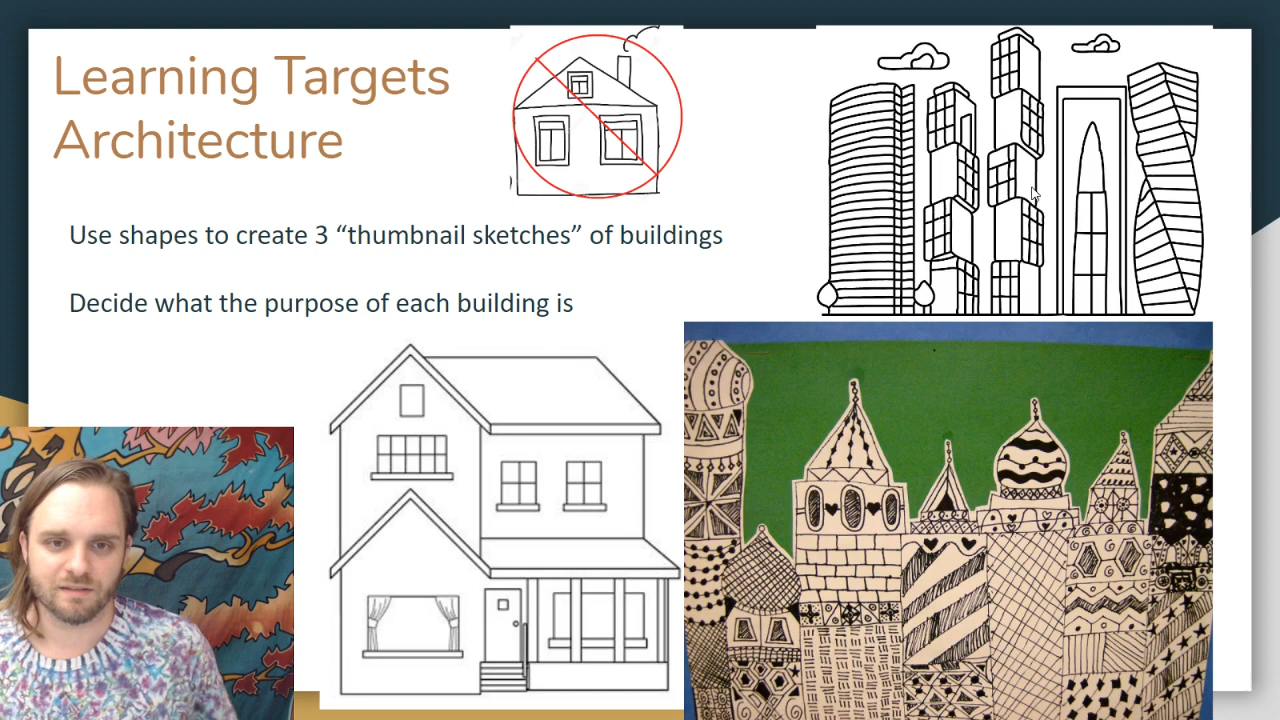 Learning Targets
Architecture
Use shapes to create 3 “thumbnail sketches” of buildings
Decide what the purpose of each building is